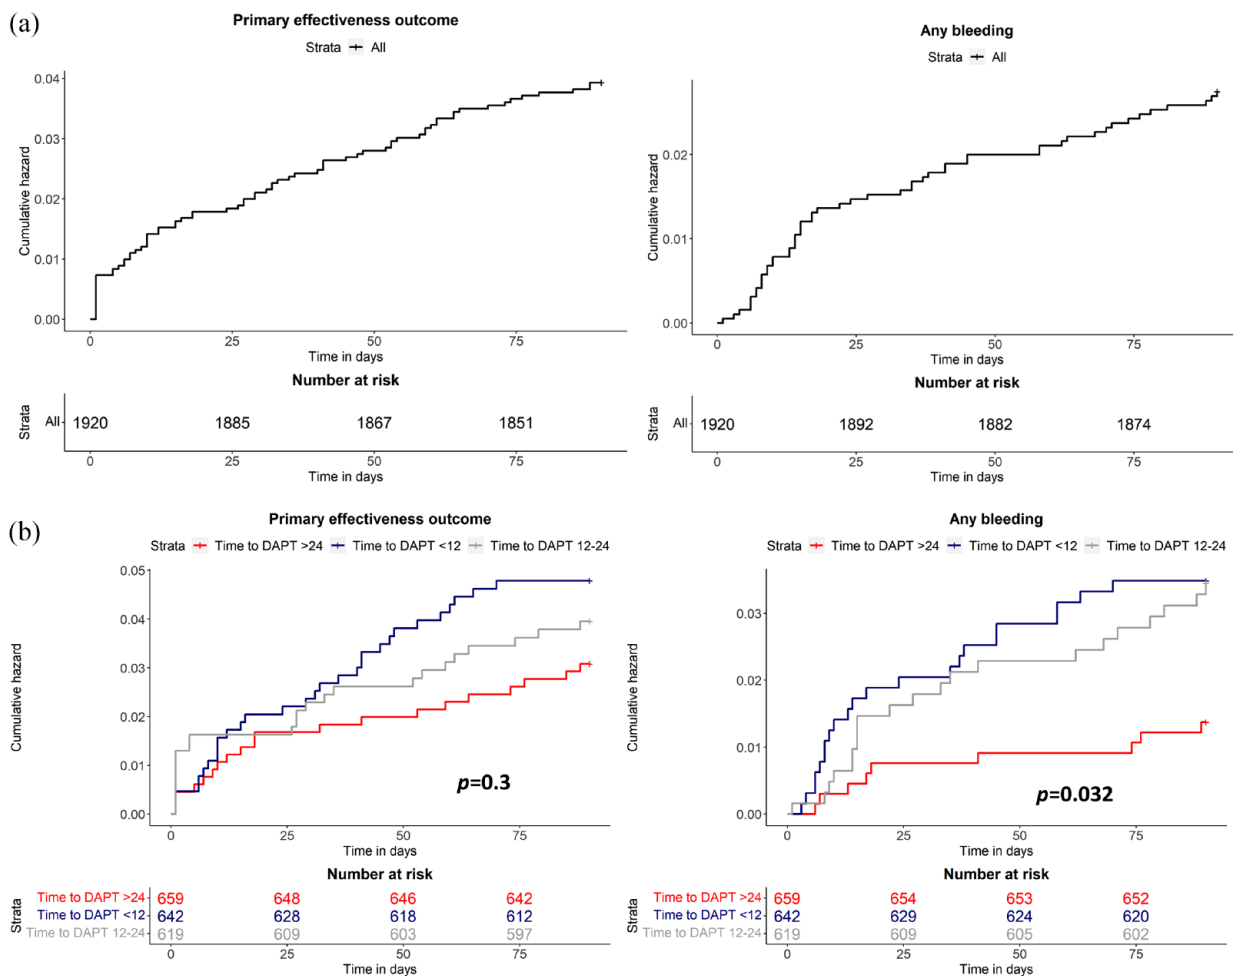 (a)
Primary effectiveness outcome
Strata All
Cumulative hazard
0.04
0.03
0.02
0.01
0.00
0 25 50 75
Time in days
Number at risk
Strata
All 1920 1885 1867 1851
0 25 50 75
Time in days
Any bleeding
Strata All
Cumulative hazard
0.02
0.01
0.00
0 25 50 75
Time in days
Number at risk
Strata
All 1920 1892 1882 1874
0 25 50 75
Time in days
(b)
Primary effectiveness outcome
Strata Time to DAPT >24 Time to DAPT <12 Time to DAPT 12-24
Cumulative hazard
0.05
0.04
0.03
0.02
0.01
0.00
p=0.3
0 25 50 75
Time in days
Number at risk
Strata
Time to DAPT >24 659 648 646 642
Time to DAPT <12 642 628 618 612
Time to DAPT 12-24 619 609 603 597
0 25 50 75
Time in days
Any bleeding
Strata Time to DAPT >24 Time to DAPT <12 Time to DAPT 12-24
Cumulative hazard
0.03
0.02
0.01
0.00
p=0.032
0 25 50 75
Time in days
Number at risk
Strata
Time to DAPT >24 659 654 653 652
Time to DAPT <12 642 629 624 620
Time to DAPT 12-24 619 609 605 602
0 25 50 75
Time in days